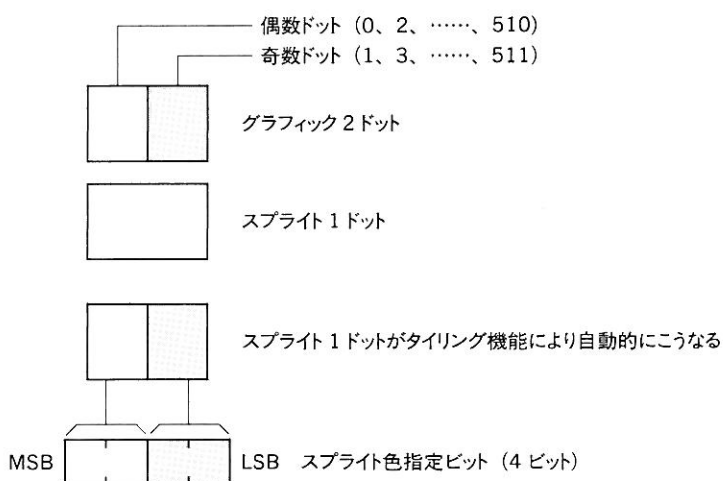 偶数ドット (0、2、……、510)
奇数ドット (1、3、……、511)
グラフィック 2 ドット
スプライト 1 ドット
スプライト 1 ドットがタイリング機能により自動的にこうなる
MSB LSB スプライト色指定ビット (4 ビット)